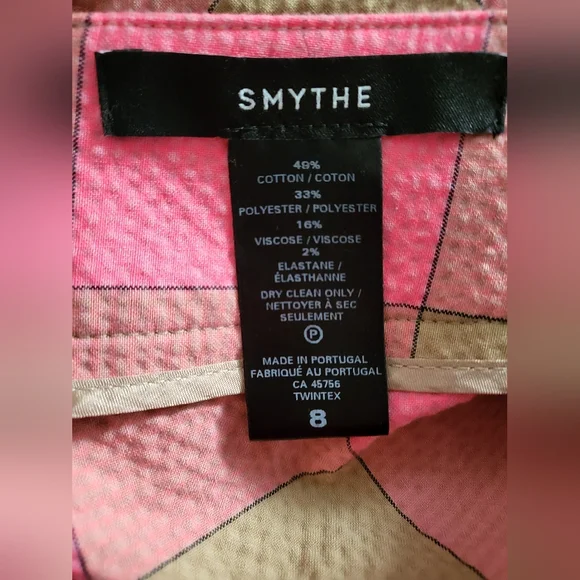 SMYTHE
49%
COTTON / COTON
33%
POLYESTER / POLYESTER
16%
VISCOSE / VISCOSE
2%
ELASTANE /
ÉLASTHANNE
DRY CLEAN ONLY /
NETTOYER À SEC
SEULEMENT
P
MADE IN PORTUGAL
FABRIQUÉ AU PORTUGAL
CA 45756
TWINTEX
8